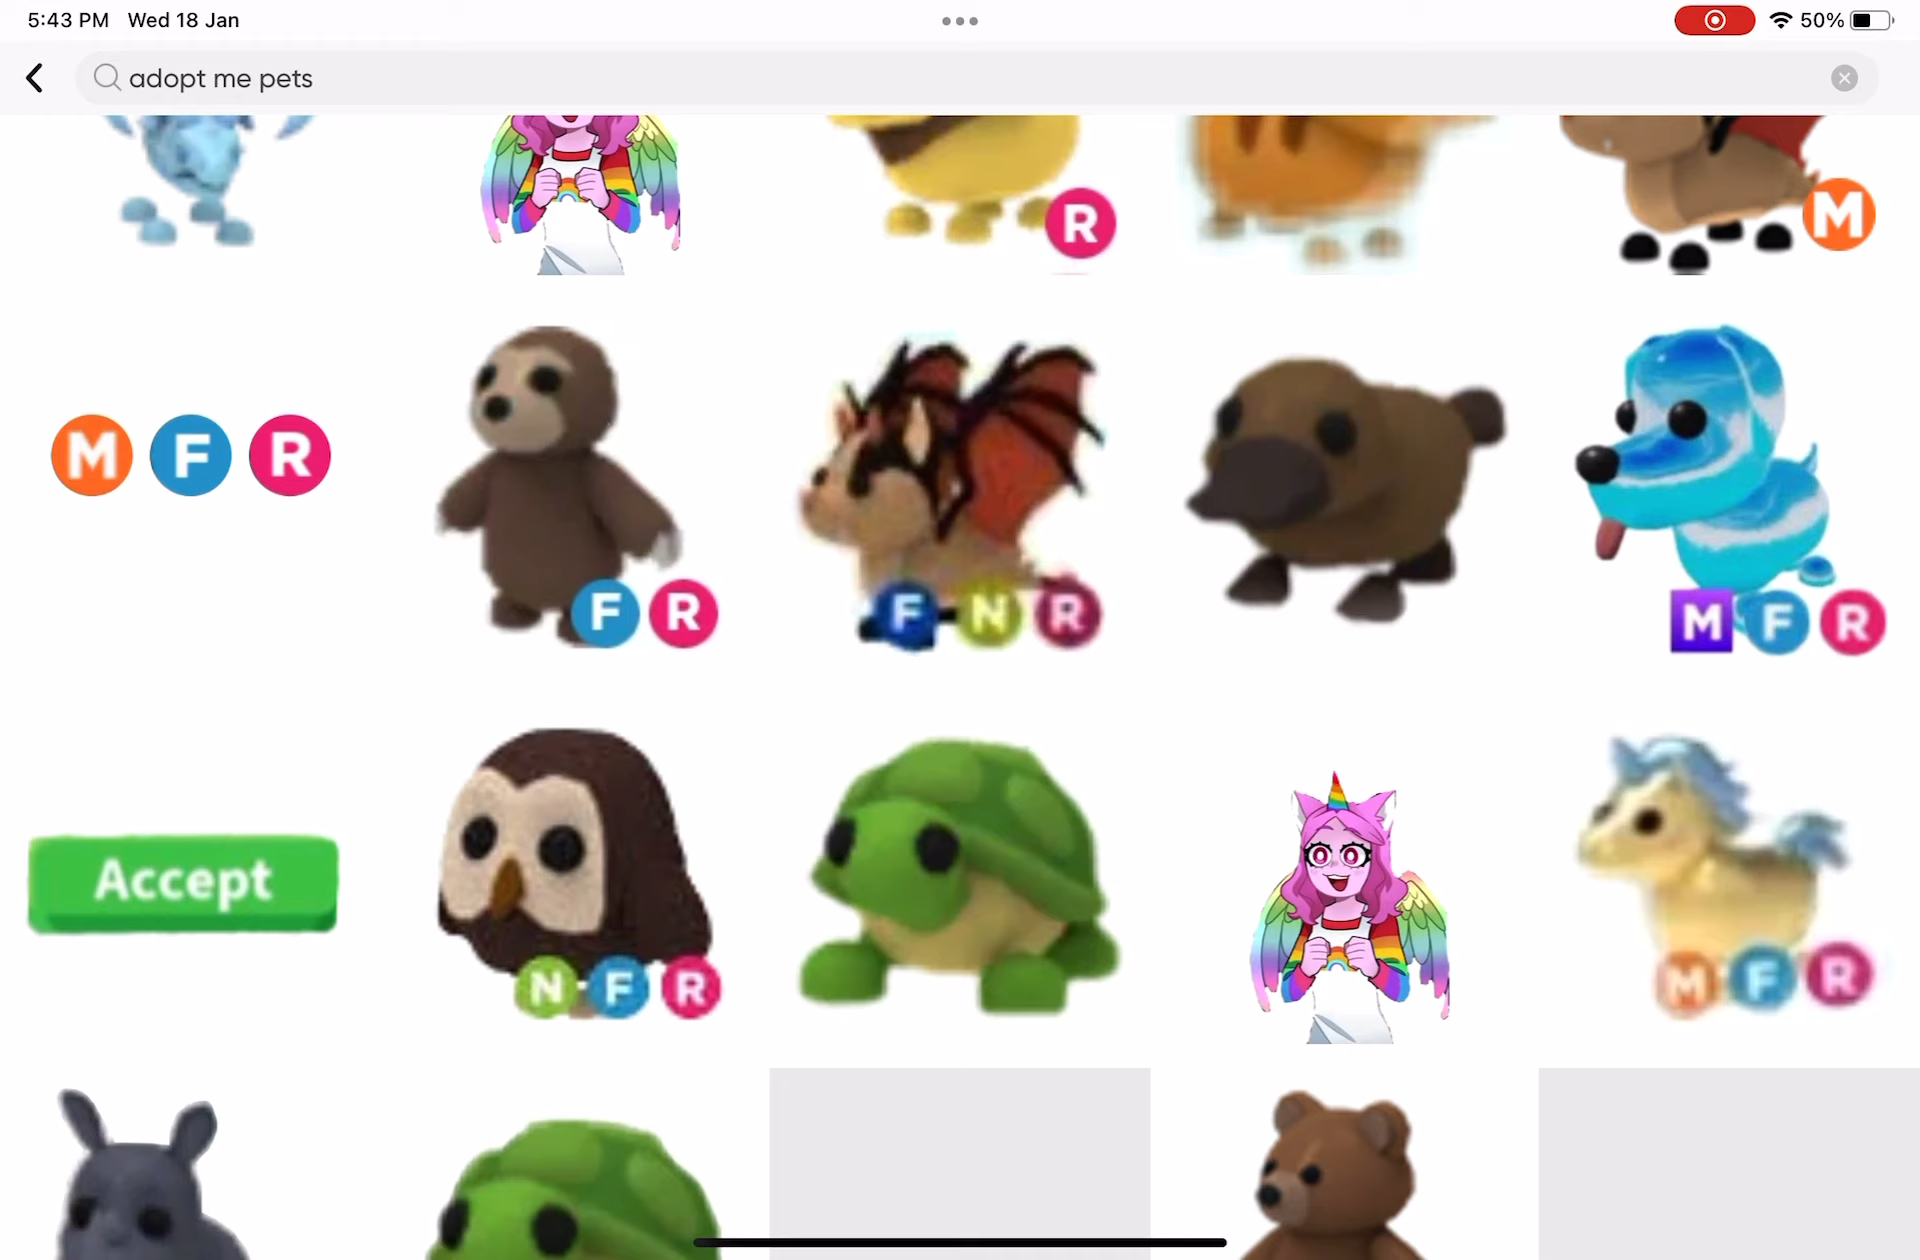 5:43 PM Wed 18 Jan
50%
adopt me pets
R
M
M F R
F R
F N R
M F R
Accept
N F R
M F R